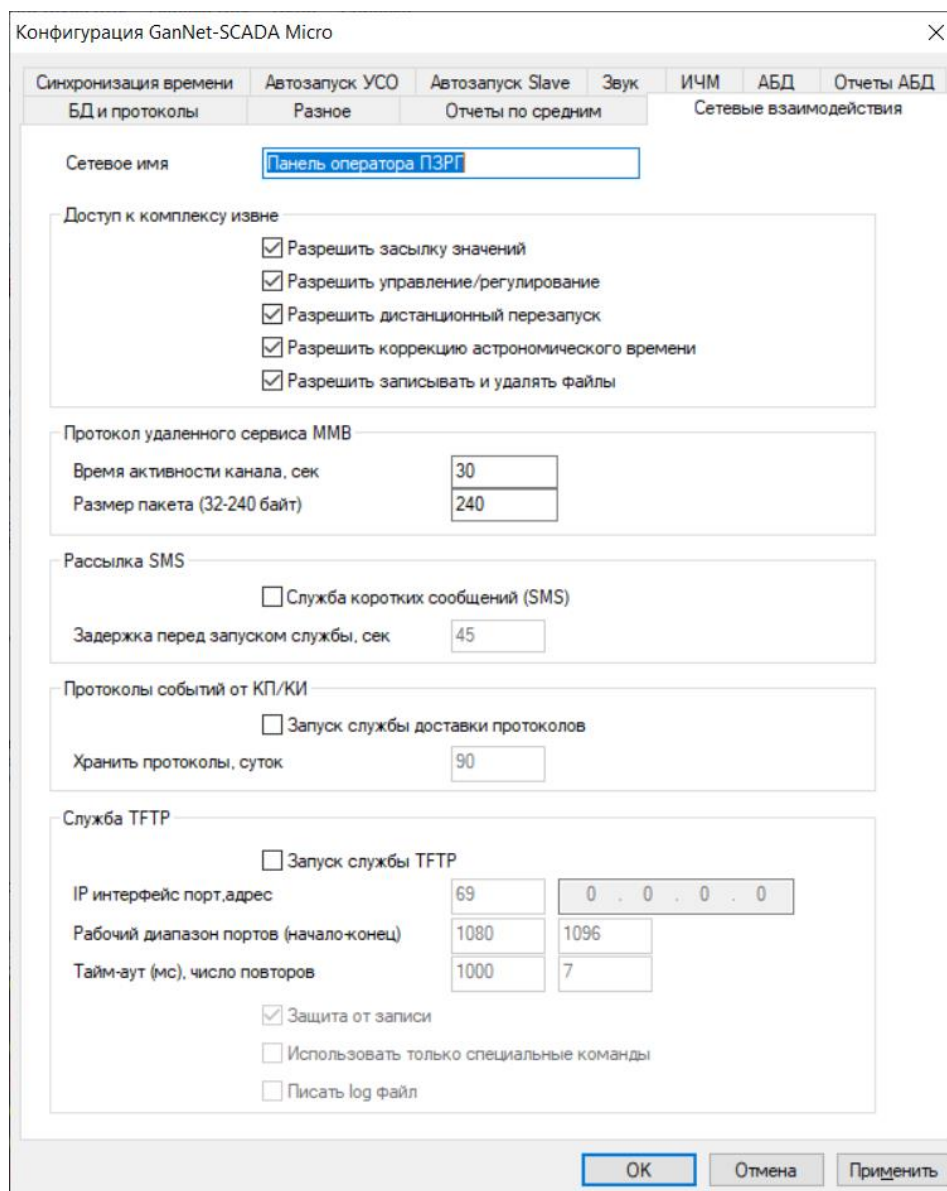 Конфигурация GanNet-SCADA Micro
Синхронизация времени Автозапуск УСО Автозапуск Slave Звук ИЧМ АБД Отчеты АБД
БД и протоколы Разное Отчеты по средним Сетевые взаимодействия
Сетевое имя Панель оператора ПЗРГ
Доступ к комплексу извне
Разрешить засылку значений
Разрешить управление/регулирование
Разрешить дистанционный перезапуск
Разрешить коррекцию астрономического времени
Разрешить записывать и удалять файлы
Протокол удаленного сервиса ММВ
Время активности канала, сек 30
Размер пакета (32-240 байт) 240
Рассылка SMS
Служба коротких сообщений (SMS)
Задержка перед запуском службы, сек 45
Протоколы событий от КП/КИ
Запуск службы доставки протоколов
Хранить протоколы, суток 90
Служба TFTP
Запуск службы TFTP
IP интерфейс порт,адрес 69 0 . 0 . 0 . 0
Рабочий диапазон портов (начало-конец) 1080 1096
Тайм-аут (мс), число повторов 1000 7
Защита от записи
Использовать только специальные команды
Писать log файл
OK Отмена Применить